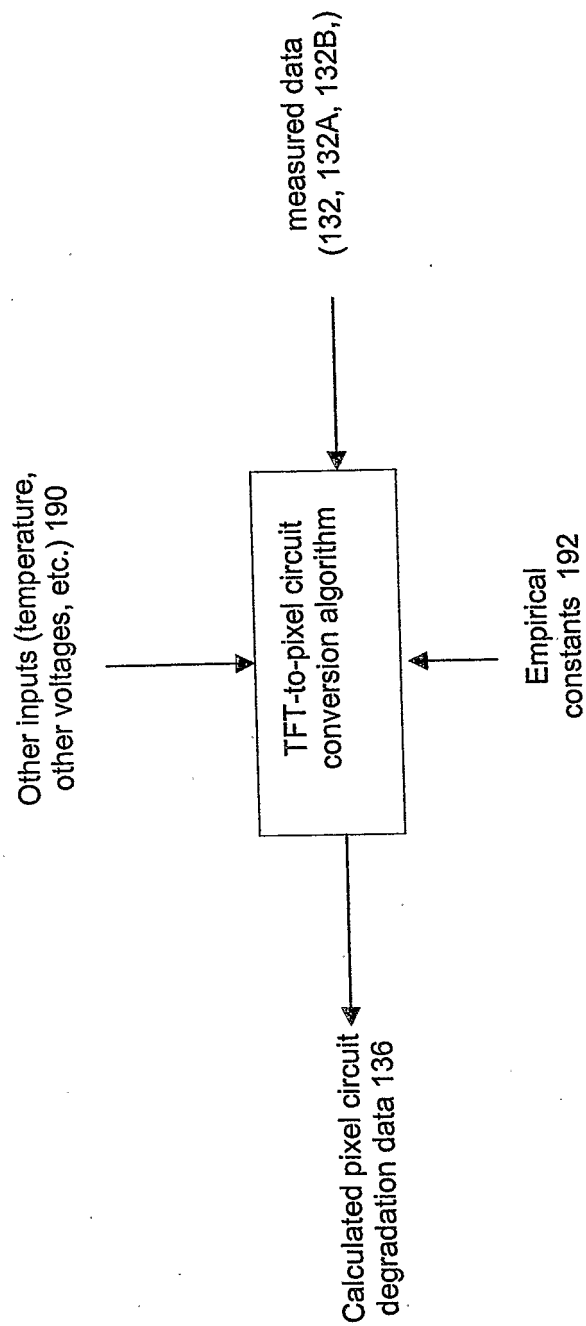 Other inputs (temperature,
other voltages, etc.) 190
measured data
(132, 132A, 132B,)
TFT-to-pixel circuit
conversion algorithm
Calculated pixel circuit
degradation data 136
Empirical
constants 192